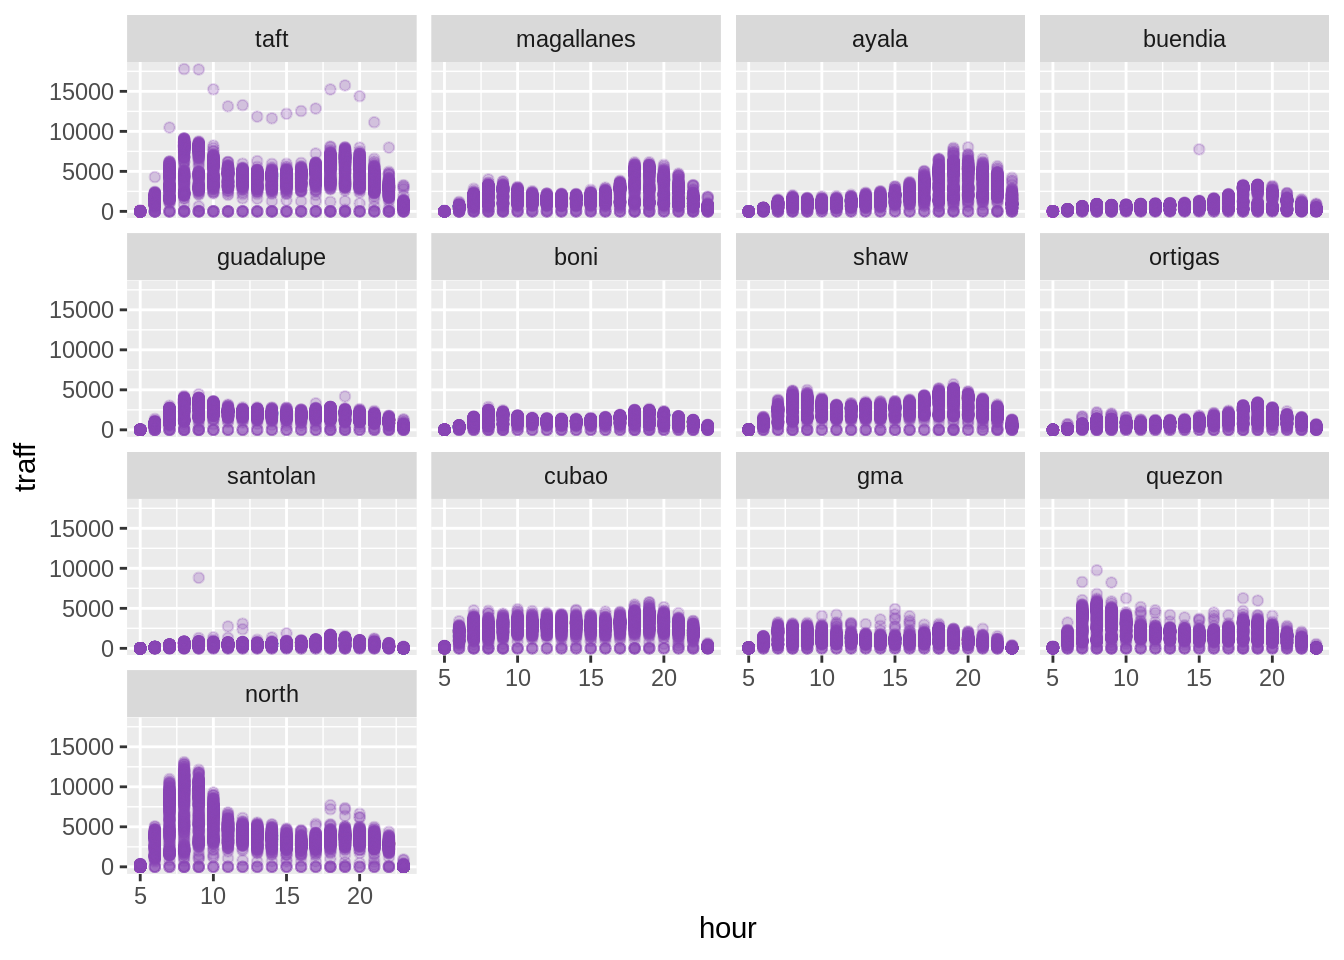 taft magallanes ayala buendia
15000
10000
5000
0
guadalupe boni shaw ortigas
15000
10000
5000
0
traff
santolan cubao gma quezon
15000
10000
5000
0
5 10 15 20 5 10 15 20 5 10 15 20
north
15000
10000
5000
0
5 10 15 20
hour